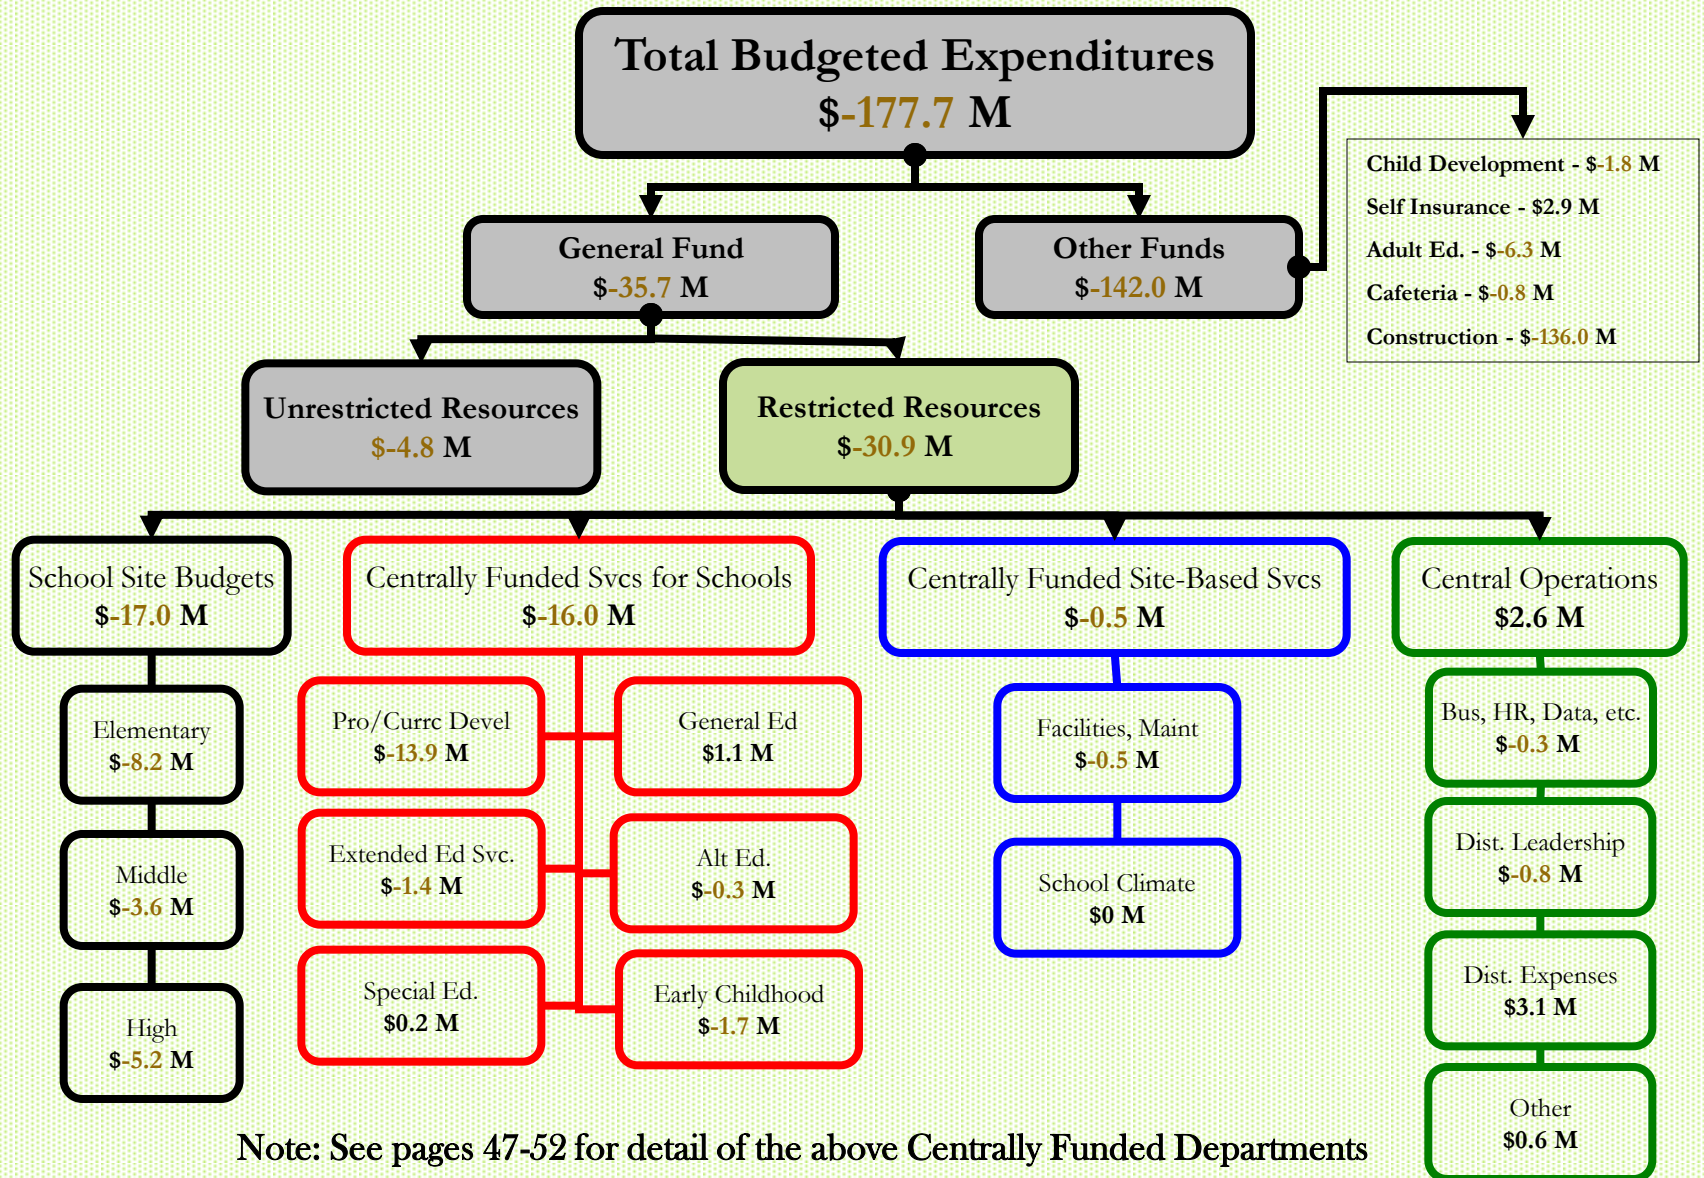 Total Budgeted Expenditures
$-177.7 M
Child Development - $-1.8 M
Self Insurance - $2.9 M
Adult Ed. - $-6.3 M
Cafeteria - $-0.8 M
Construction - $-136.0 M
General Fund
$-35.7 M
Other Funds
$-142.0 M
Unrestricted Resources
$-4.8 M
Restricted Resources
$-30.9 M
School Site Budgets
$-17.0 M
Centrally Funded Svcs for Schools
$-16.0 M
Centrally Funded Site-Based Svcs
$-0.5 M
Central Operations
$2.6 M
Elementary
$-8.2 M
Middle
$-3.6 M
High
$-5.2 M
Pro/Currc Devel
$-13.9 M
General Ed
$1.1 M
Extended Ed Svc.
$-1.4 M
Alt Ed.
$-0.3 M
Special Ed.
$0.2 M
Early Childhood
$-1.7 M
Facilities, Maint
$-0.5 M
School Climate
$0 M
Bus, HR, Data, etc.
$-0.3 M
Dist. Leadership
$-0.8 M
Dist. Expenses
$3.1 M
Other
$0.6 M
Note: See pages 47-52 for detail of the above Centrally Funded Departments